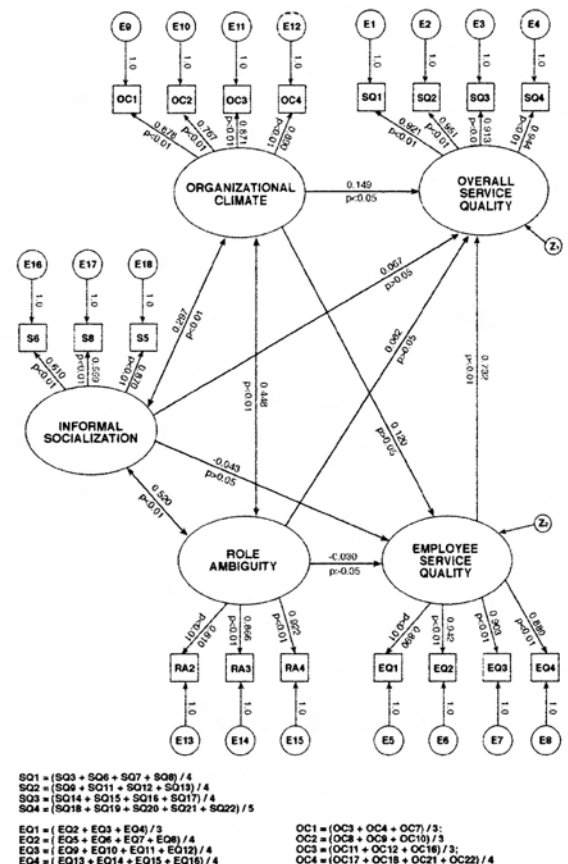 E9 E10 E11 E12 E1 E2 E3 E4
1.0 1.0 1.0 1.0 1.0 1.0 1.0 1.0
OC1 OC2 OC3 OC4 SQ1 SQ2 SQ3 SQ4
0.676 0.767 0.871 0.890 0.821 0.851 0.913 0.944
p<0.01 p<0.01 p<0.01 p<0.01 p<0.01 p<0.01 p<0.01
ORGANIZATIONAL
CLIMATE
0.149
p<0.05
OVERALL
SERVICE
QUALITY
Z1
E16 E17 E18
1.0 1.0 1.0
S6 S8 S5
0.610 0.569 0.870
p<0.01 p<0.01 p<0.01
0.297
p<0.01
0.067
p>0.05
0.062
p>0.05
0.448
p<0.01
0.732
p<0.01
INFORMAL
SOCIALIZATION
-0.043
p>0.05
0.120
p>0.05
0.520
p<0.01
Z2
ROLE
AMBIGUITY
-0.030
p>0.05
EMPLOYEE
SERVICE
QUALITY
0.810 0.866 0.922 0.890 0.942 0.903 0.880
p<0.01 p<0.01 p<0.01 p<0.01 p<0.01 p<0.01 p<0.01
RA2 RA3 RA4 EQ1 EQ2 EQ3 EQ4
1.0 1.0 1.0 1.0 1.0 1.0 1.0
E13 E14 E15 E5 E6 E7 E8
SQ1 = (SQ3 + SQ6 + SQ7 + SQ8) / 4
SQ2 = (SQ9 + SQ11 + SQ12 + SQ13) / 4
SQ3 = (SQ14 + SQ15 + SQ16 + SQ17) / 4
SQ4 = (SQ18 + SQ19 + SQ20 + SQ21 + SQ22) / 5
EQ1 = ( EQ2 + EQ3 + EQ4) / 3
EQ2 = ( EQ5 + EQ6 + EQ7 + EQ8) / 4
EQ3 = ( EQ9 + EQ10 + EQ11 + EQ12) / 4
EQ4 = ( EQ13 + EQ14 + EQ15 + EQ16) / 4
OC1 = (OC3 + OC4 + OC7) / 3;
OC2 = (OC8 + OC9 + OC10) / 3
OC3 = (OC11 + OC12 + OC16) / 3;
OC4 = (OC17 + OC18 + OC21 + OC22) / 4